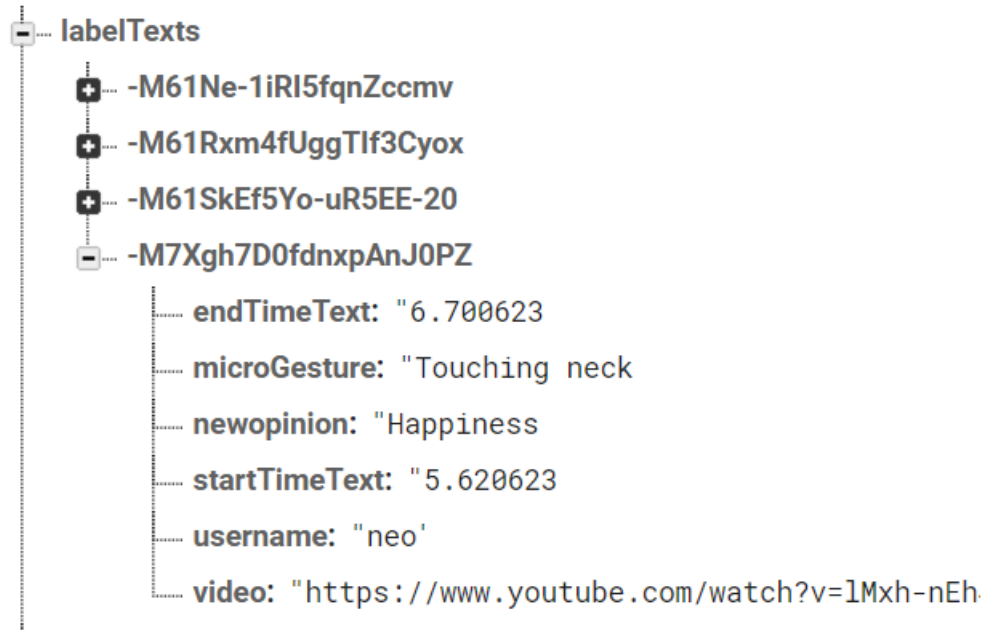 labelTexts
-M61Ne-1iRI5fqnZccmv
-M61Rxm4fUggTIf3Cyox
-M61SkEf5Yo-uR5EE-20
-M7Xgh7D0fdnxpAnJ0PZ
endTimeText: "6.700623
microGesture: "Touching neck
newopinion: "Happiness
startTimeText: "5.620623
username: "neo'
video: "https://www.youtube.com/watch?v=lMxh-nEh